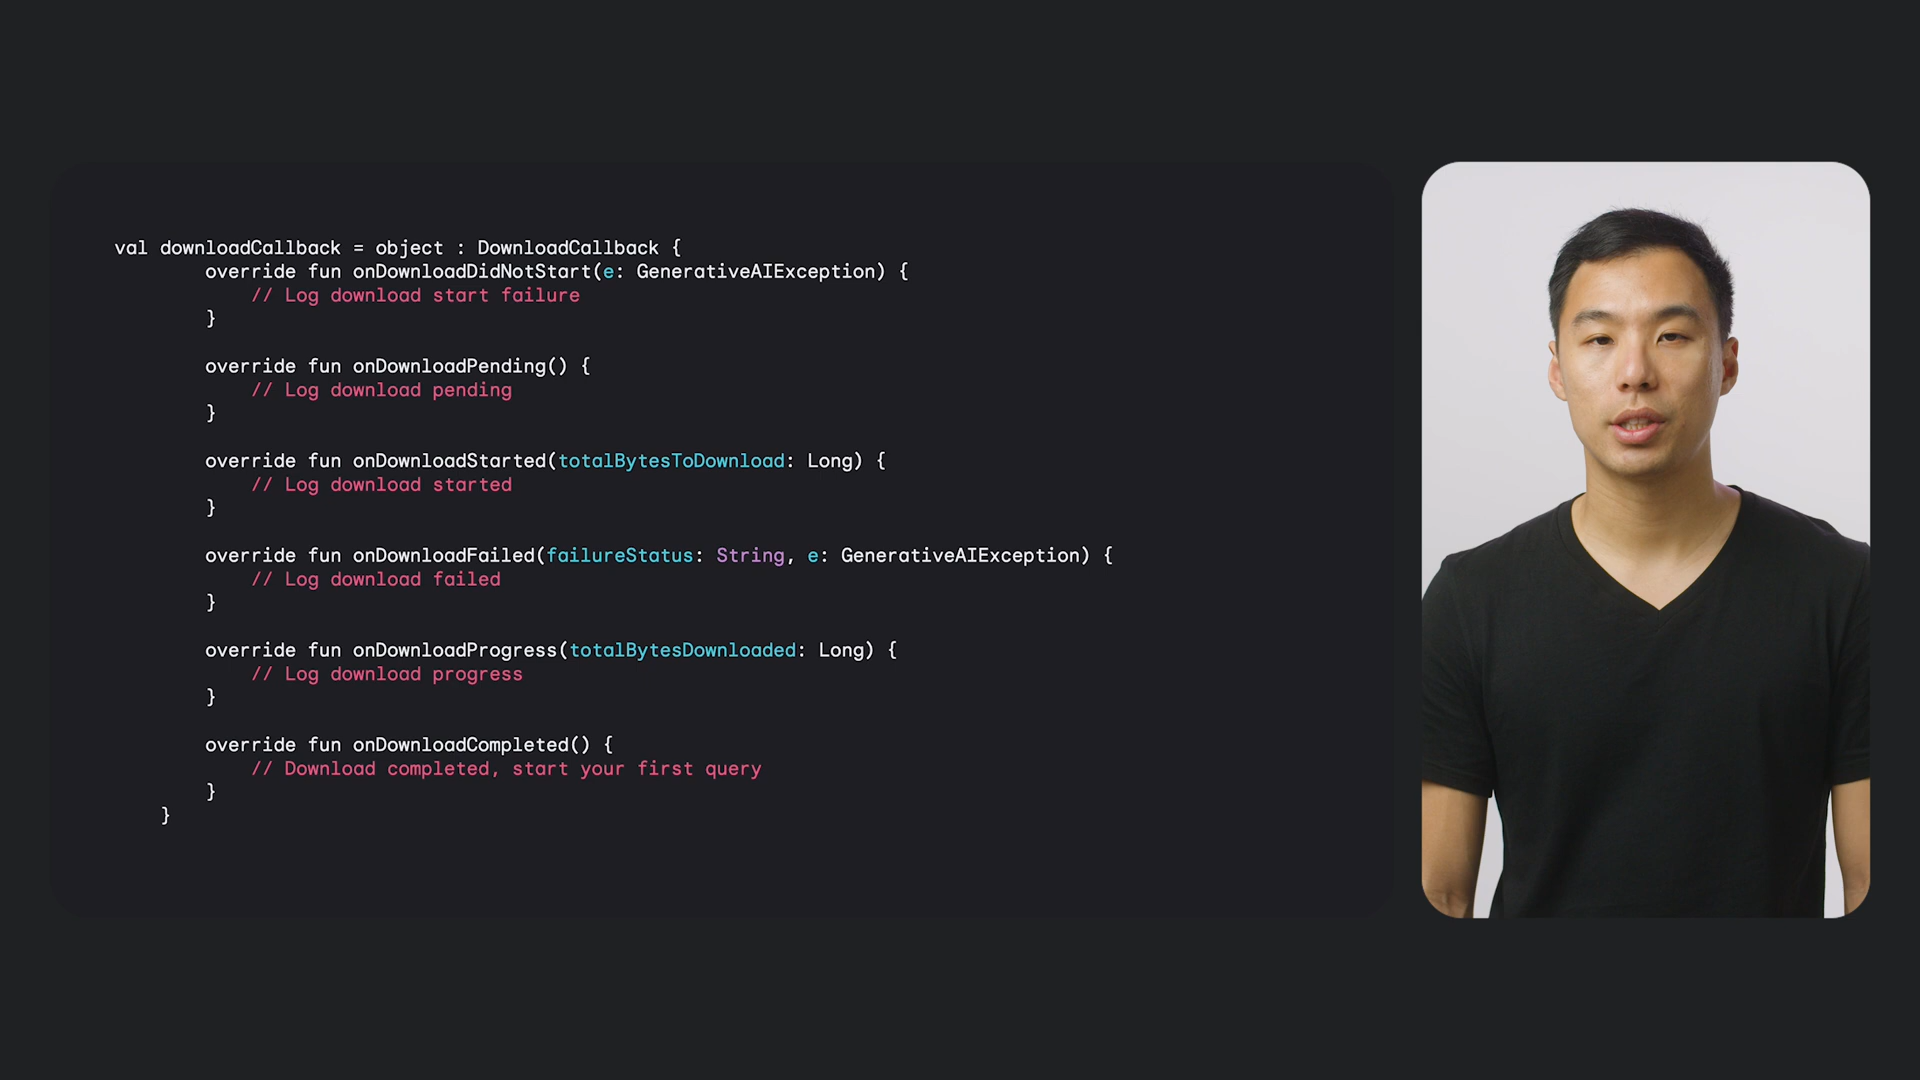 val downloadCallback = object : DownloadCallback {
override fun onDownloadDidNotStart(e: GenerativeAIException) {
// Log download start failure
}
override fun onDownloadPending() {
// Log download pending
}
override fun onDownloadStarted(totalBytesToDownload: Long) {
// Log download started
}
override fun onDownloadFailed(failureStatus: String, e: GenerativeAIException) {
// Log download failed
}
override fun onDownloadProgress(totalBytesDownloaded: Long) {
// Log download progress
}
override fun onDownloadCompleted() {
// Download completed, start your first query
}
}